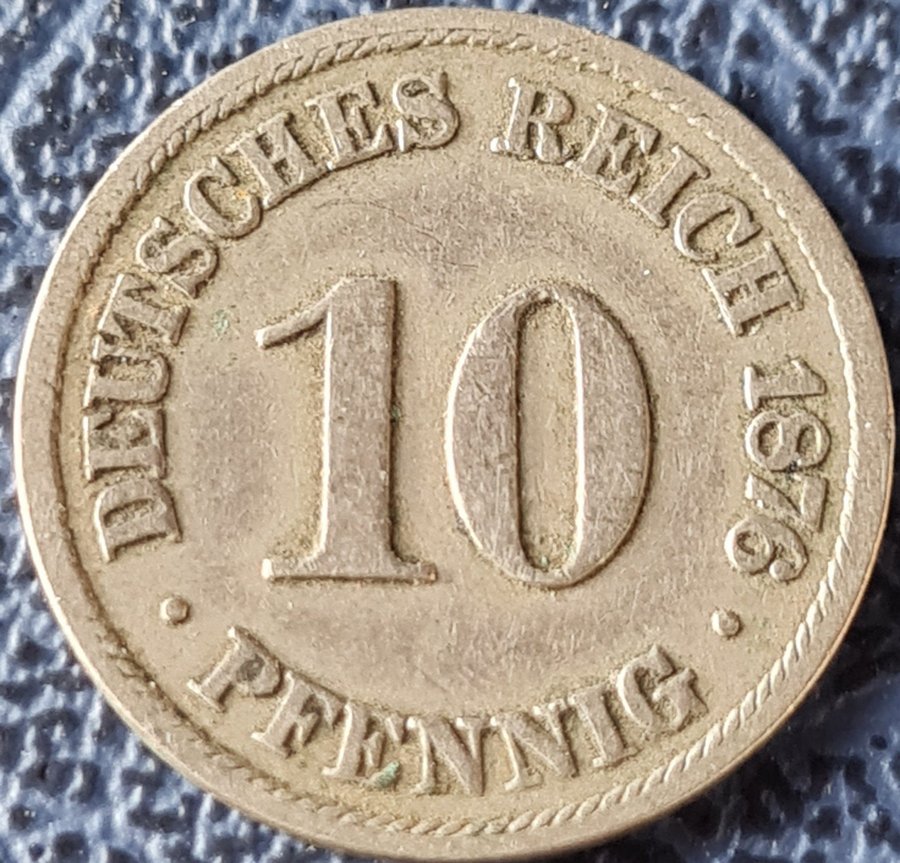 DEUTSCHES REICH 1876
10
PFENNIG